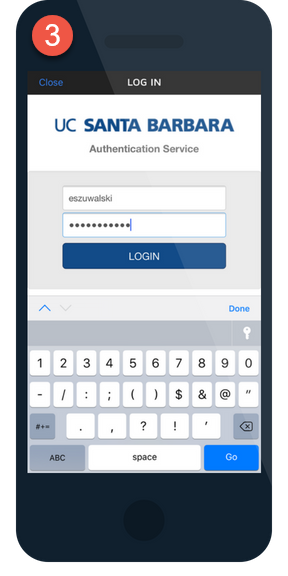 3
Close LOG IN
UC SANTA BARBARA
Authentication Service
eszuwalski
•••••••••••
LOGIN
Done
1 2 3 4 5 6 7 8 9 0
- / : ; ( ) $ & @ "
#+= . , ? ! '
ABC space Go